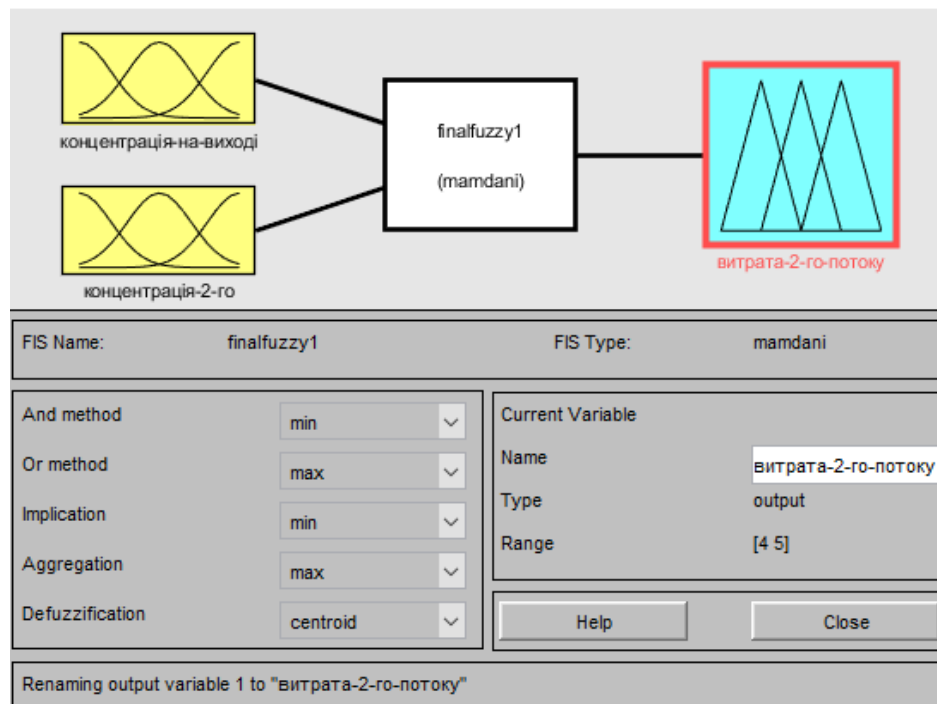 концентрація-на-виході
концентрація-2-го
finalfuzzy1
(mamdani)
витрата-2-го-потоку
FIS Name: finalfuzzy1 FIS Type: mamdani
And method min
Or method max
Implication min
Aggregation max
Defuzzification centroid
Current Variable
Name витрата-2-го-потоку
Type output
Range [4 5]
Help Close
Renaming output variable 1 to "витрата-2-го-потоку"